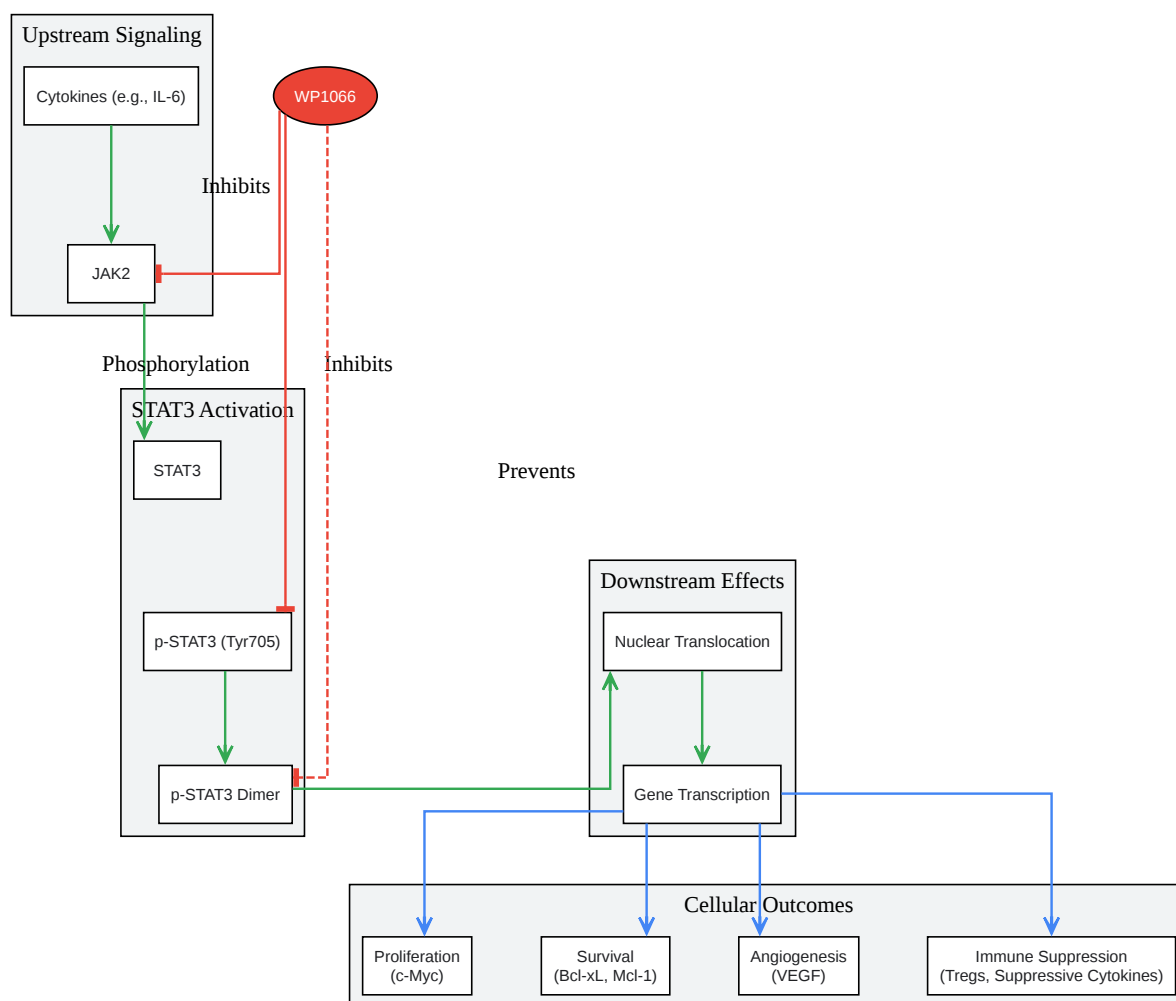 Upstream Signaling
Cytokines (e.g., IL-6)
WP1066
Inhibits
JAK2
Phosphorylation
Inhibits
STAT3 Activation
STAT3
Prevents
Downstream Effects
p-STAT3 (Tyr705)
Nuclear Translocation
p-STAT3 Dimer
Gene Transcription
Cellular Outcomes
Proliferation
(c-Myc)
Survival
(Bcl-xL, Mcl-1)
Angiogenesis
(VEGF)
Immune Suppression
(Tregs, Suppressive Cytokines)